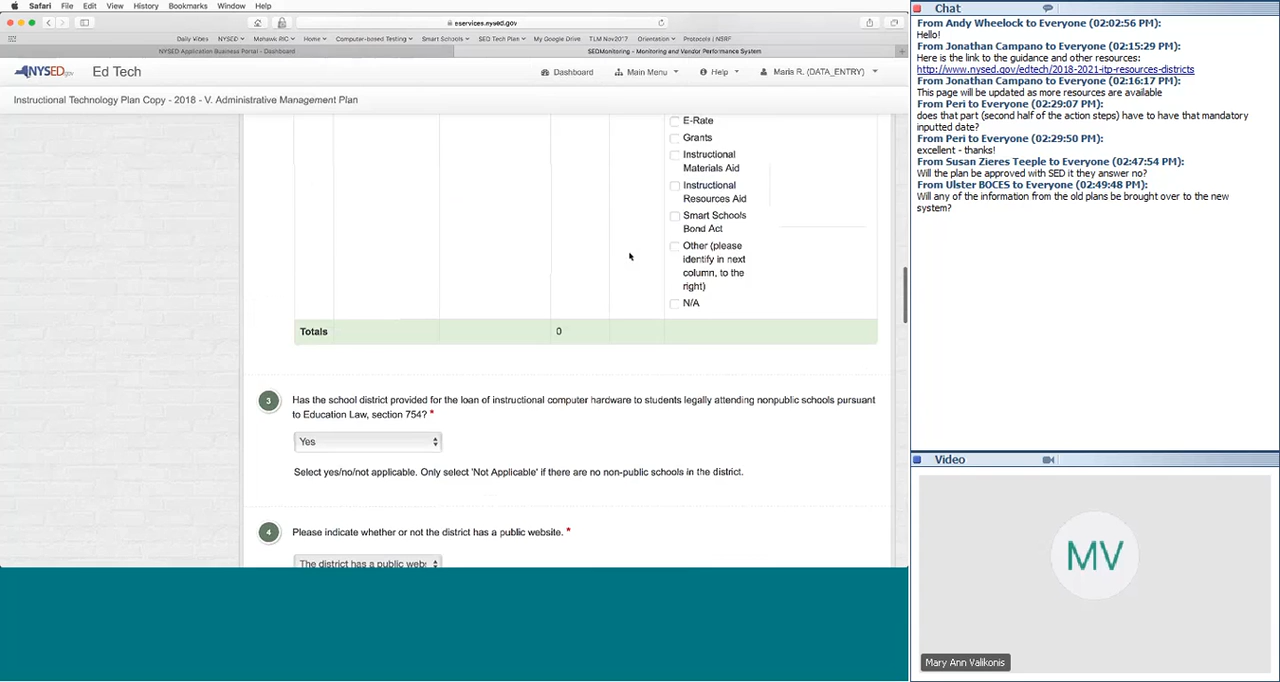 Safari File Edit View History Bookmarks Window Help
eservices.nysed.gov
Daily Vibes NYSED Mohawk RIC Home Computer-based Testing Smart Schools SED Tech Plan My Google Drive TLM Nov2017 Orientation Protocols | NSRF
NYSED Application Business Portal - Dashboard
SEDMonitoring - Monitoring and Vendor Performance System
NYSED.gov Ed Tech
Dashboard Main Menu Help Maria R. (DATA_ENTRY)
Instructional Technology Plan Copy - 2018 - V. Administrative Management Plan
E-Rate
Grants
Instructional
Materials Aid
Instructional
Resources Aid
Smart Schools
Bond Act
Other (please
identify in next
column, to the
right)
N/A
Totals 0
3 Has the school district provided for the loan of instructional computer hardware to students legally attending nonpublic schools pursuant
to Education Law, section 754? *
Yes
Select yes/no/not applicable. Only select 'Not Applicable' if there are no non-public schools in the district.
4 Please indicate whether or not the district has a public website. *
The district has a public web
Chat
From Andy Wheelock to Everyone (02:02:56 PM):
Hello!
From Jonathan Campano to Everyone (02:15:29 PM):
Here is the link to the guidance and other resources:
http://www.nysed.gov/edtech/2018-2021-itp-resources-districts
From Jonathan Campano to Everyone (02:16:17 PM):
This page will be updated as more resources are available
From Peri to Everyone (02:29:07 PM):
does that part (second half of the action steps) have to have that mandatory
inputted date?
From Peri to Everyone (02:29:50 PM):
excellent - thanks!
From Susan Zieres Teeple to Everyone (02:47:54 PM):
Will the plan be approved with SED it they answer no?
From Ulster BOCES to Everyone (02:49:48 PM):
Will any of the information from the old plans be brought over to the new
system?
Video
MV
Mary Ann Valikonis